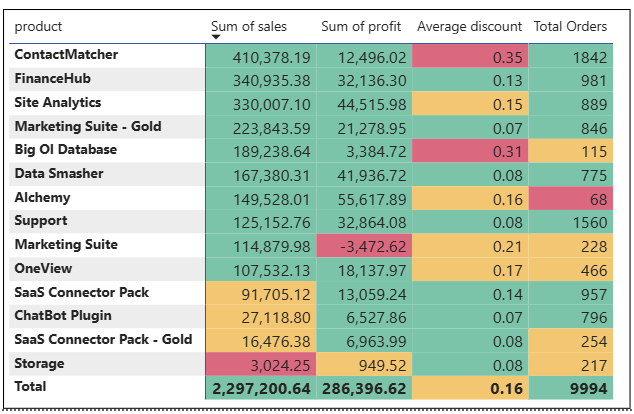 product Sum of sales Sum of profit Average discount Total Orders
ContactMatcher 410,378.19 12,496.02 0.35 1842
FinanceHub 340,935.38 32,136.30 0.13 981
Site Analytics 330,007.10 44,515.98 0.15 889
Marketing Suite - Gold 223,843.59 21,278.95 0.07 846
Big Ol Database 189,238.64 3,384.72 0.31 115
Data Smasher 167,380.31 41,936.72 0.08 775
Alchemy 149,528.01 55,617.89 0.16 68
Support 125,152.76 32,864.08 0.08 1560
Marketing Suite 114,879.98 -3,472.62 0.21 228
OneView 107,532.13 18,137.97 0.17 466
SaaS Connector Pack 91,705.12 13,059.24 0.14 957
ChatBot Plugin 27,118.80 6,527.86 0.07 796
SaaS Connector Pack - Gold 16,476.38 6,963.99 0.08 254
Storage 3,024.25 949.52 0.08 217
Total 2,297,200.64 286,396.62 0.16 9994